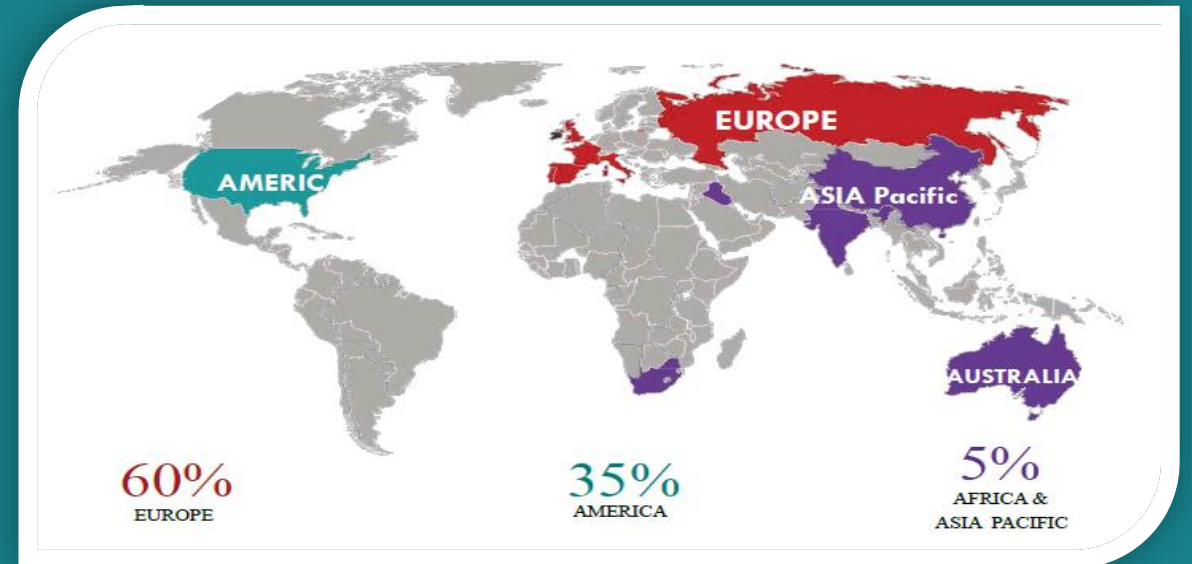 EUROPE
AMERIC
ASIA Pacific
AUSTRALIA
60%
EUROPE
35%
AMERICA
5%
AFRICA &
ASIA PACIFIC